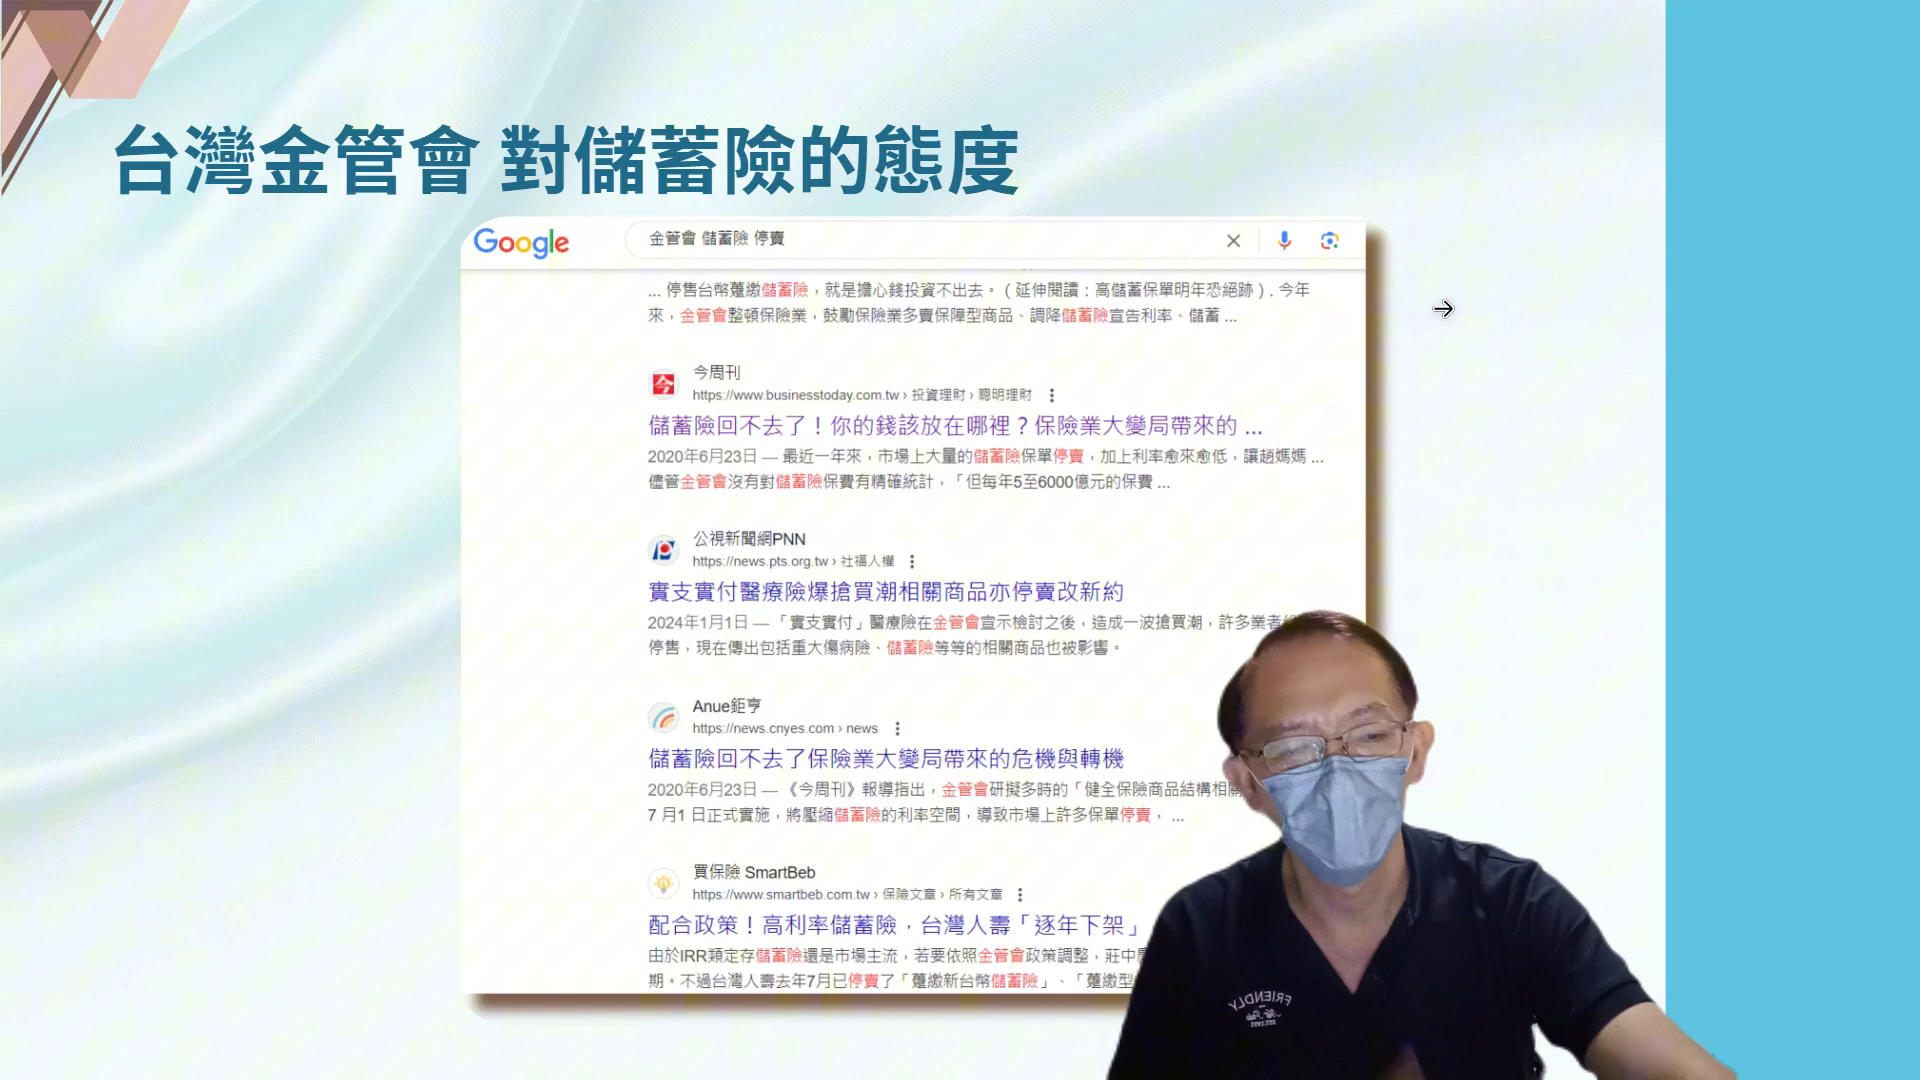 台灣金管會 對儲蓄險的態度
Google
金管會 儲蓄險 停賣
... 停售台幣躉繳儲蓄險，就是擔心錢投資不出去。( 延伸閱讀：高儲蓄保單明年恐絕跡 ) . 今年
來，金管會整頓保險業，鼓勵保險業多賣保障型商品、調降儲蓄險宣告利率、儲蓄 ...
今
今周刊
https://www.businesstoday.com.tw › 投資理財 › 聰明理財
儲蓄險回不去了！你的錢該放在哪裡？保險業大變局帶來的 ...
2020年6月23日 — 最近一年來，市場上大量的儲蓄險保單停賣，加上利率愈來愈低，讓趙媽媽 ...
儘管金管會沒有對儲蓄險保費有精確統計，「但每年5至6000億元的保費 ...
公視新聞網PNN
https://news.pts.org.tw › 社福人權
實支實付醫療險爆搶買潮相關商品亦停賣改新約
2024年1月1日 — 「實支實付」醫療險在金管會宣示檢討之後，造成一波搶買潮，許多業者
停售，現在傳出包括重大傷病險、儲蓄險等等的相關商品也被影響。
Anue鉅亨
https://news.cnyes.com › news
儲蓄險回不去了保險業大變局帶來的危機與轉機
2020年6月23日 — 《今周刊》報導指出，金管會研擬多時的「健全保險商品結構相關
7 月1 日正式實施，將壓縮儲蓄險的利率空間，導致市場上許多保單停賣， ...
買保險 SmartBeb
https://www.smartbeb.com.tw › 保險文章 › 所有文章
配合政策！高利率儲蓄險，台灣人壽「逐年下架」
由於IRR類定存儲蓄險還是市場主流，若要依照金管會政策調整，莊中
期。不過台灣人壽去年7月已停賣了「躉繳新台幣儲蓄險」、「躉繳型
FRIENDLY